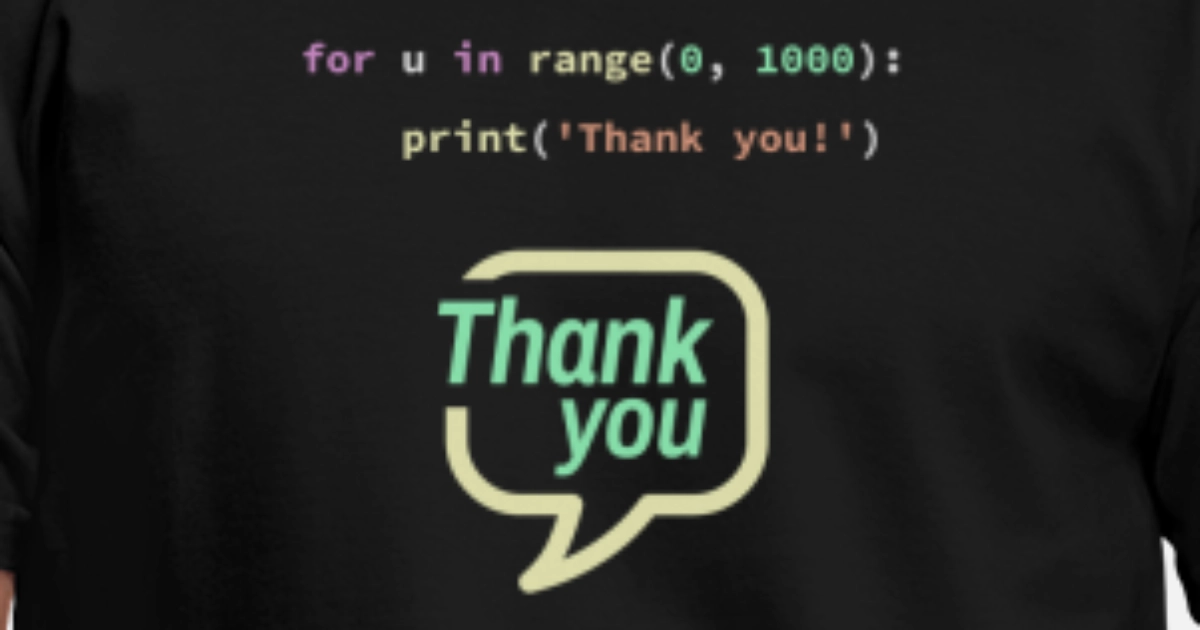 for u in range(0, 1000):
print('Thank you!')
Thank
you